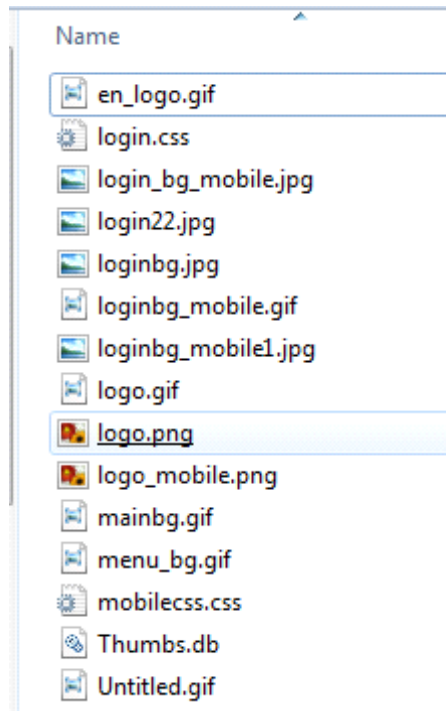 Name
en_logo.gif
login.css
login_bg_mobile.jpg
login22.jpg
loginbg.jpg
loginbg_mobile.gif
loginbg_mobile1.jpg
logo.gif
logo.png
logo_mobile.png
mainbg.gif
menu_bg.gif
mobilecss.css
Thumbs.db
Untitled.gif